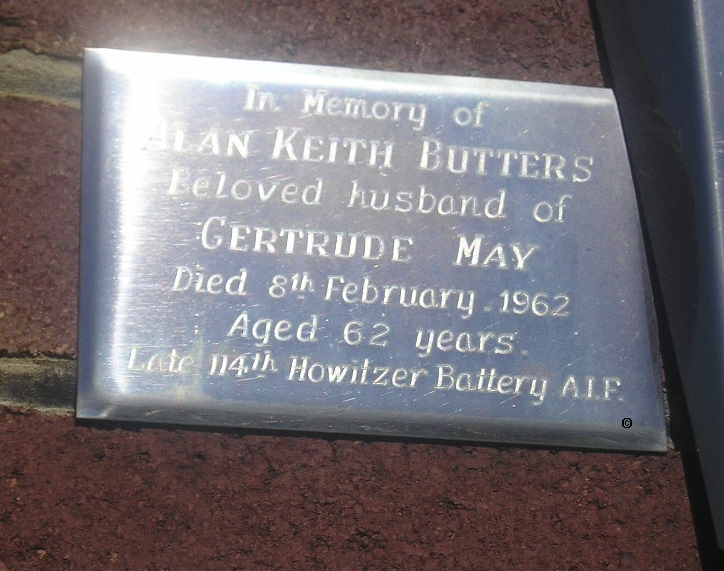 In Memory of
ALAN KEITH BUTTERS
Beloved husband of
GERTRUDE MAY
Died 8th February. 1962
Aged 62 years.
Late 114th Howitzer Battery A.I.F.
©